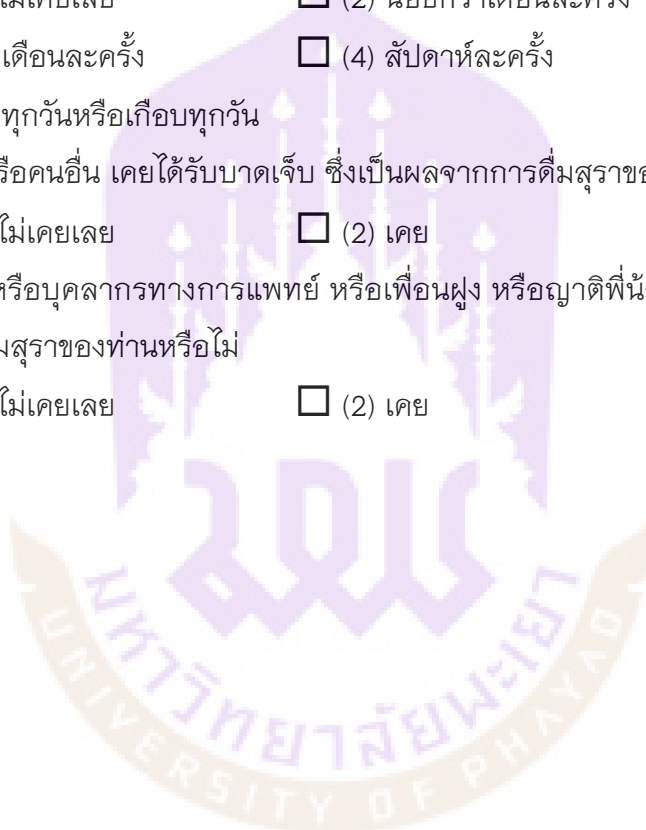 (2) น้อยกว่าเดือนละครั้ง
เดือนละครั้ง (4) สัปดาห์ละครั้ง
ทุกวันหรือเกือบทุกวัน
รือคนอื่น เคยได้รับบาดเจ็บ ซึ่งเป็นผลจากการดื่มสุราขอ
ไม่เคยเลย (2) เคย
หรือบุคลากรทางการแพทย์ หรือเพื่อนฝูง หรือญาติพี่น้
มสุราของท่านหรือไม่
ไม่เคยเลย (2) เคย
มพ
มหาวิทยาลัยพะเยา
UNIVERSITY OF PHAYAO